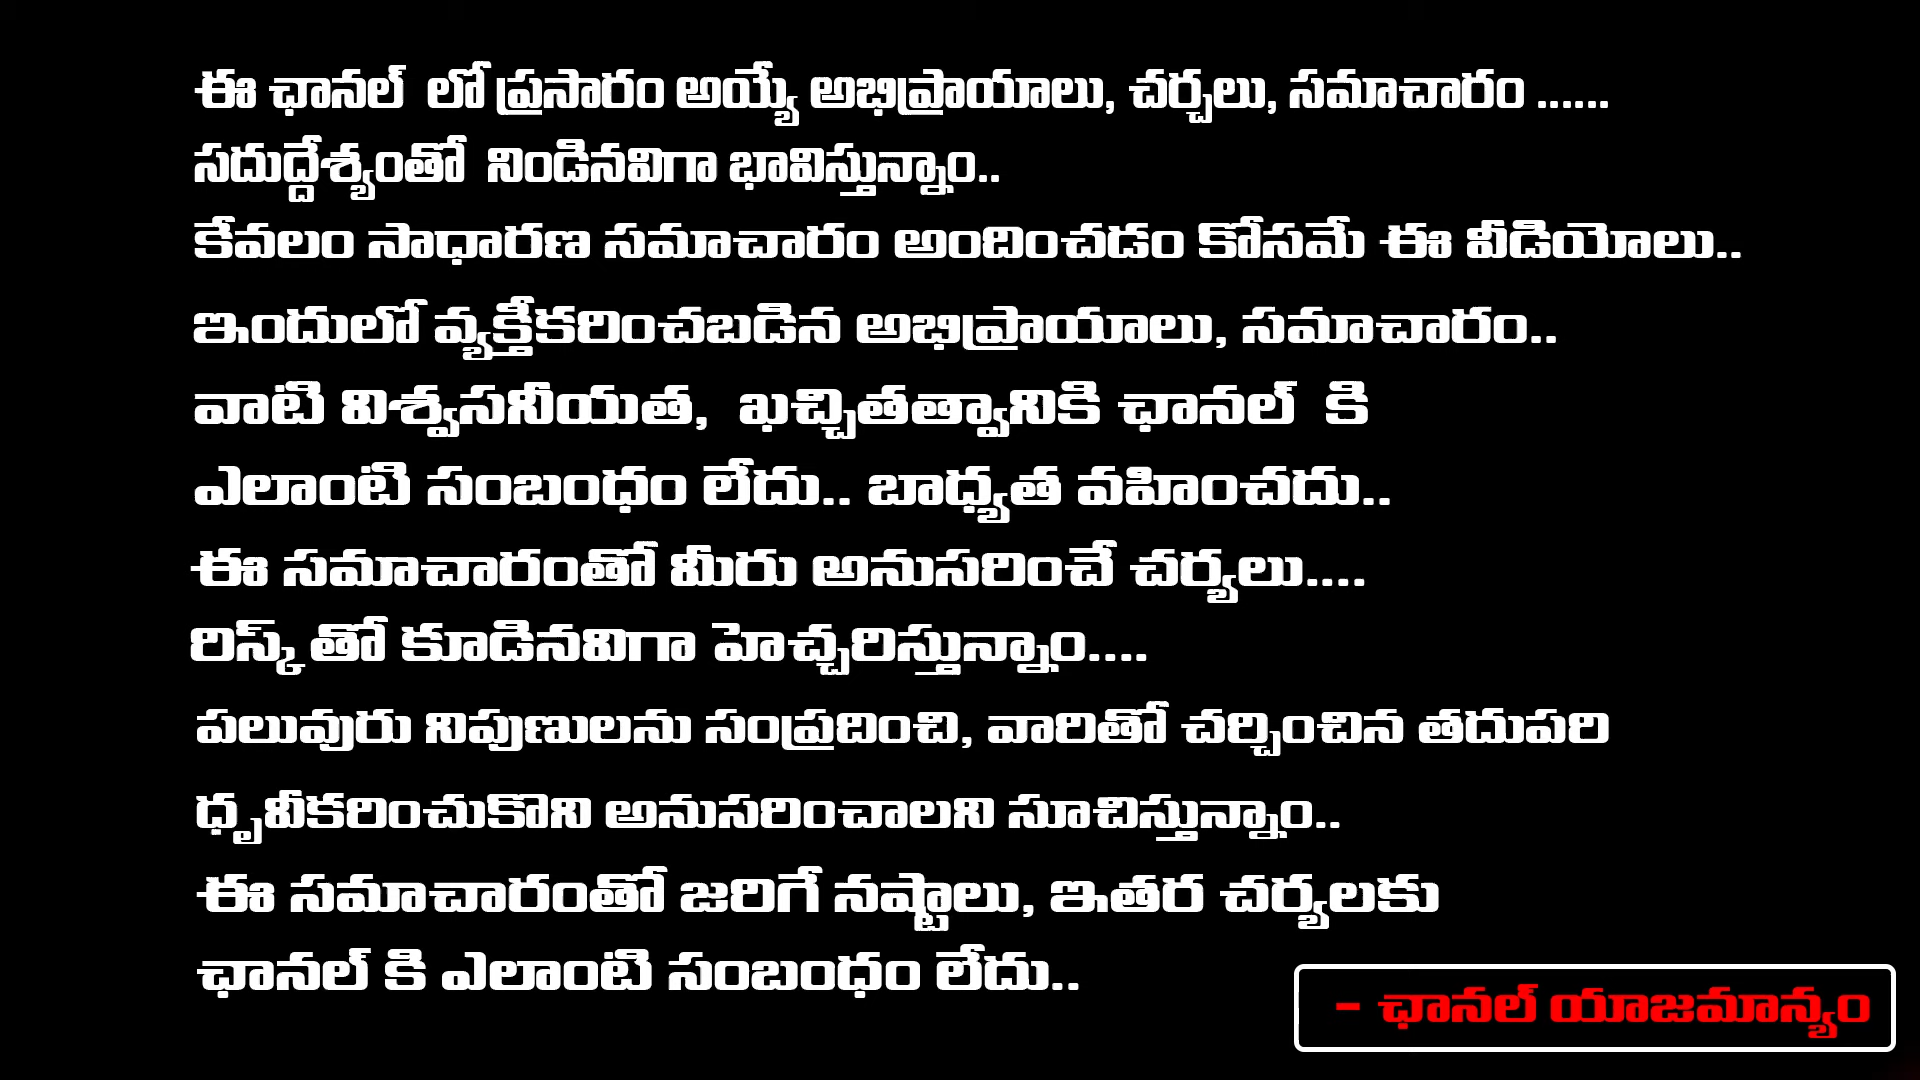 ఈ ఛానల్ లో ప్రసారం అయ్యే అభిప్రాయాలు, చర్చలు, సమాచారం ......
సదుద్దేశ్యంతో నిండినవిగా భావిస్తున్నాం..
కేవలం సాధారణ సమాచారం అందించడం కోసమే ఈ వీడియోలు..
ఇందులో వ్యక్తీకరించబడిన అభిప్రాయాలు, సమాచారం..
వాటి విశ్వసనీయత, ఖచ్చితత్వానికి ఛానల్ కి
ఎలాంటి సంబంధం లేదు.. బాధ్యత వహించదు..
ఈ సమాచారంతో మీరు అనుసరించే చర్యలు....
రిస్క్ తో కూడినవిగా హెచ్చరిస్తున్నాం....
పలువురు నిపుణులను సంప్రదించి, వారితో చర్చించిన తదుపరి
ధృవీకరించుకొని అనుసరించాలని సూచిస్తున్నాం..
ఈ సమాచారంతో జరిగే నష్టాలు, ఇతర చర్యలకు
ఛానల్ కి ఎలాంటి సంబంధం లేదు..
- ఛానల్ యాజమాన్యం